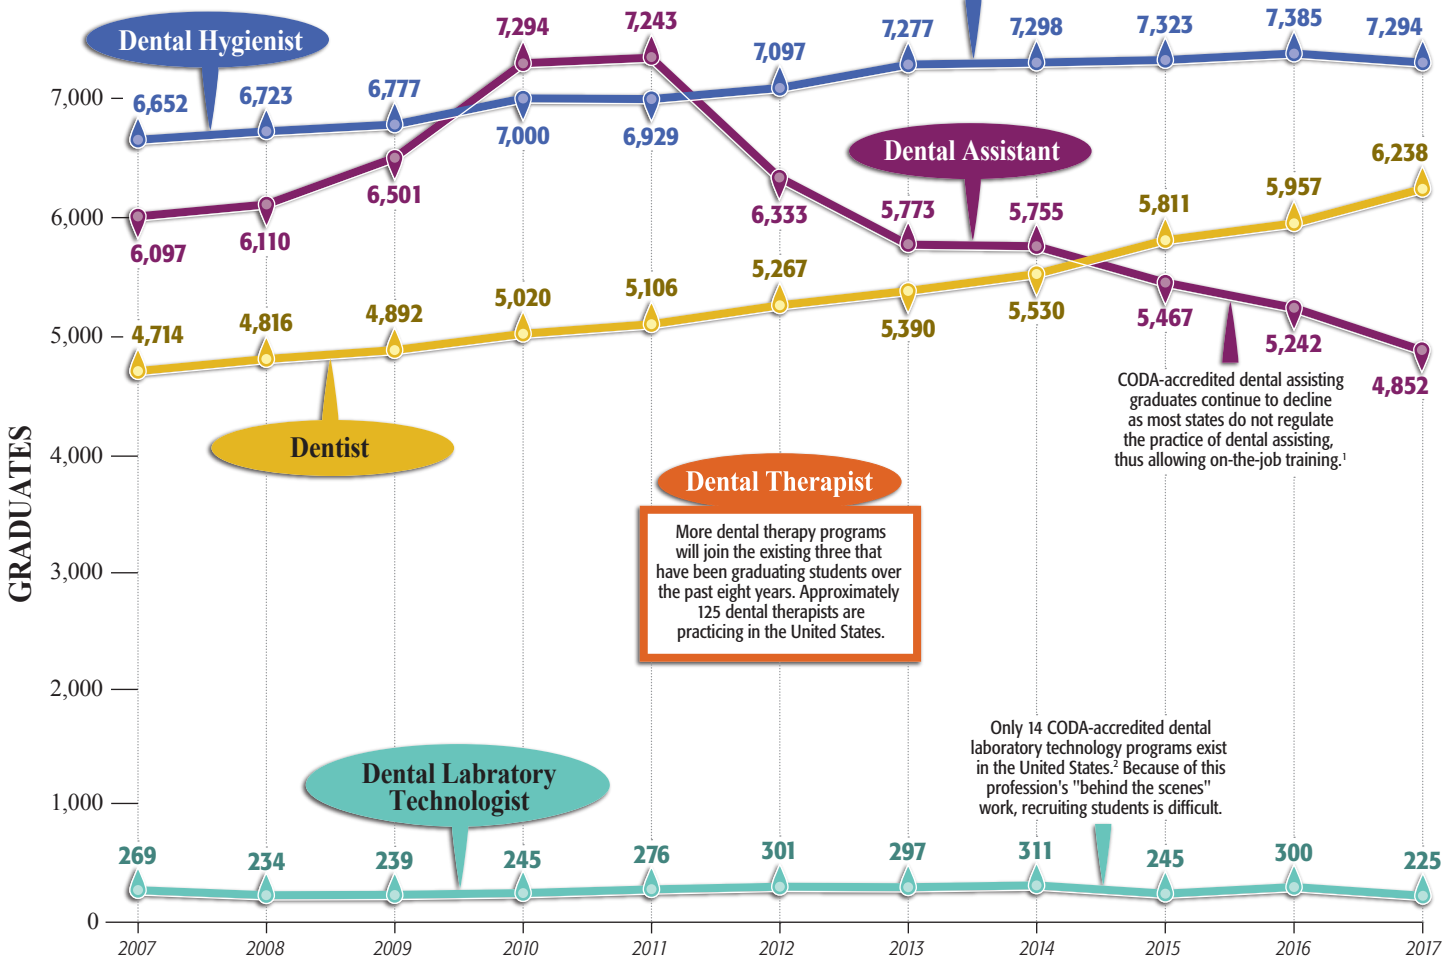 7,294
7,243
7,277
7,298
7,323
7,385
7,294
Dental Hygienist
7,097
7,000
6,652
6,723
6,777
7,000
6,929
Dental Assistant
6,238
6,501
6,333
5,773
5,755
5,811
5,957
6,000
6,097
6,110
5,267
5,020
5,106
5,390
5,530
5,467
5,242
4,852
5,000
4,714
4,816
4,892
CODA-accredited dental assisting
graduates continue to decline
as most states do not regulate
the practice of dental assisting,
thus allowing on-the-job training.¹
Dentist
4,000
GRADUATES
Dental Therapist
More dental therapy programs
will join the existing three that
have been graduating students over
the past eight years. Approximately
125 dental therapists are
practicing in the United States.
3,000
2,000
Only 14 CODA-accredited dental
laboratory technology programs exist
in the United States.² Because of this
profession's "behind the scenes"
work, recruiting students is difficult.
Dental Labratory
Technologist
1,000
269
234
239
245
276
301
297
311
245
300
225
0
2007
2008
2009
2010
2011
2012
2013
2014
2015
2016
2017